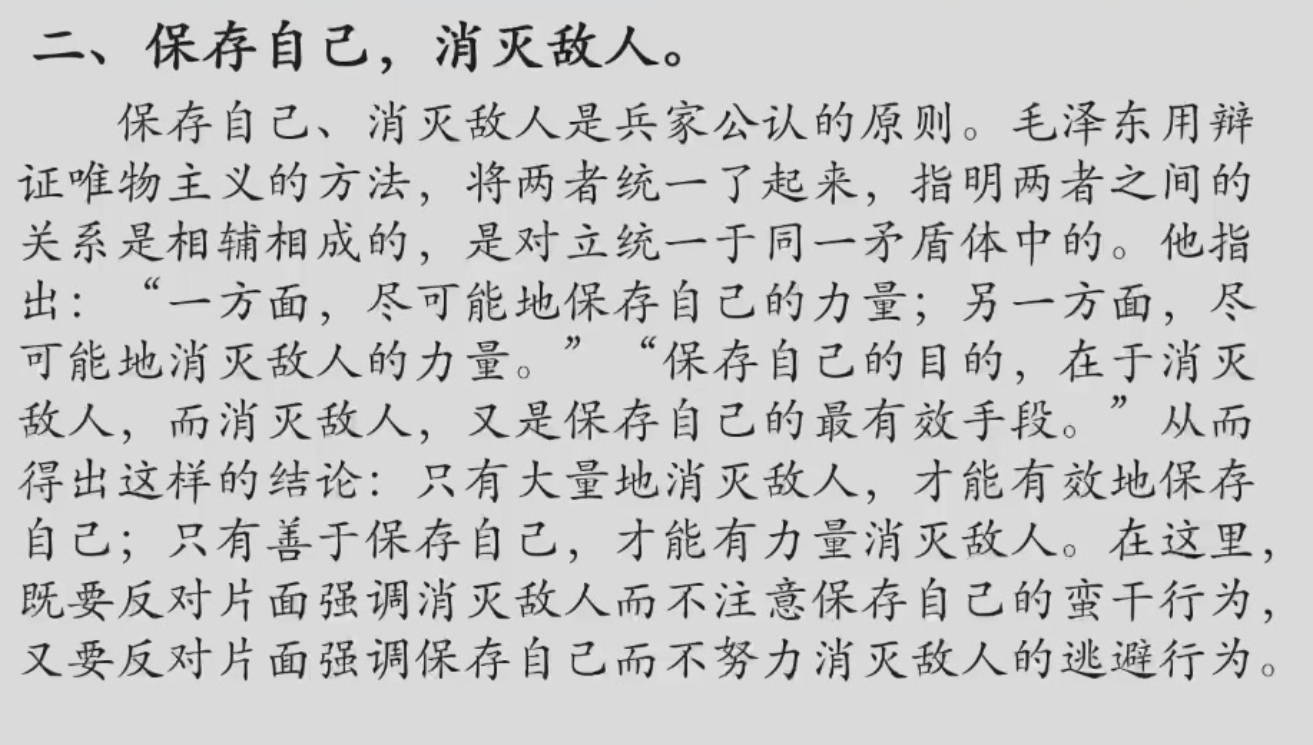 二、保存自己，消灭敌人。
保存自己、消灭敌人是兵家公认的原则。毛泽东用辩
证唯物主义的方法，将两者统一了起来，指明两者之间的
关系是相辅相成的，是对立统一于同一矛盾体中的。他指
出：“一方面，尽可能地保存自己的力量；另一方面，尽
可能地消灭敌人的力量。”“保存自己的目的，在于消灭
敌人，而消灭敌人，又是保存自己的最有效手段。”从而
得出这样的结论：只有大量地消灭敌人，才能有效地保存
自己；只有善于保存自己，才能有力量消灭敌人。在这里，
既要反对片面强调消灭敌人而不注意保存自己的蛮干行为，
又要反对片面强调保存自己而不努力消灭敌人的逃避行为。